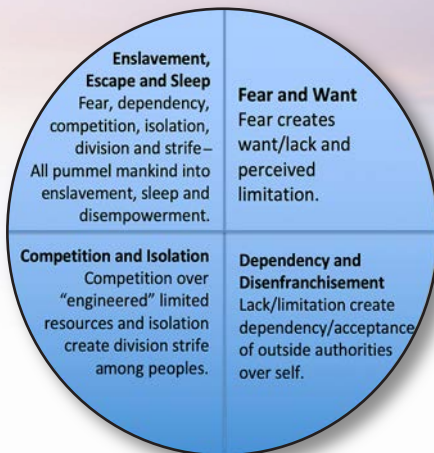 Enslavement,
Escape and Sleep
Fear, dependency,
competition, isolation,
division and strife–
All pummel mankind into
enslavement, sleep and
disempowerment.
Fear and Want
Fear creates
want/lack and
perceived
limitation.
Competition and Isolation
Competition over
“engineered” limited
resources and isolation
create division strife
among peoples.
Dependency and
Disenfranchisement
Lack/limitation create
dependency/acceptance
of outside authorities
over self.